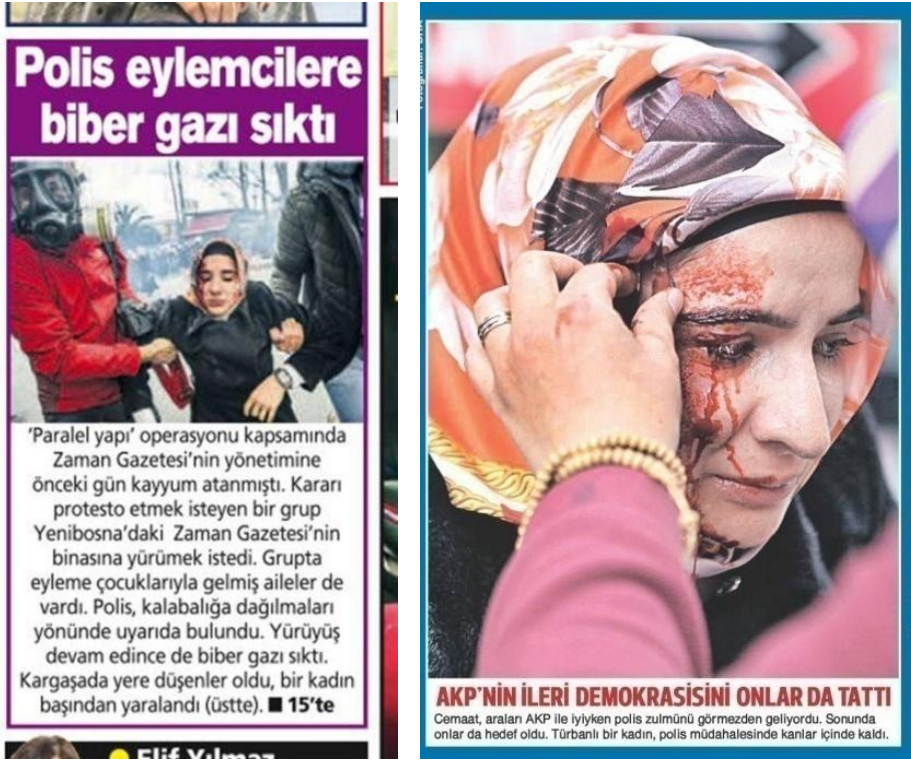 Polis eylemcilere
biber gazı sıktı
'Paralel yapı' operasyonu kapsamında
Zaman Gazetesi'nin yönetimine
önceki gün kayyum atanmıştı. Kararı
protesto etmek isteyen bir grup
Yenibosna'daki Zaman Gazetesi'nin
binasına yürümek istedi. Grupta
eyleme çocuklarıyla gelmiş aileler de
vardı. Polis, kalabalığa dağılmaları
yönünde uyarıda bulundu. Yürüyüş
devam edince de biber gazı sıktı.
Kargaşada yere düşenler oldu, bir kadın
başından yaralandı (üstte). ■ 15'te
Elif Yılmaz
AKP'NİN İLERİ DEMOKRASİSİNİ ONLAR DA TATTI
Cemaat, araları AKP ile iyiyken polis zulmünü görmezden geliyordu. Sonunda
onlar da hedef oldu. Türbanlı bir kadın, polis müdahalesinde kanlar içinde kaldı.